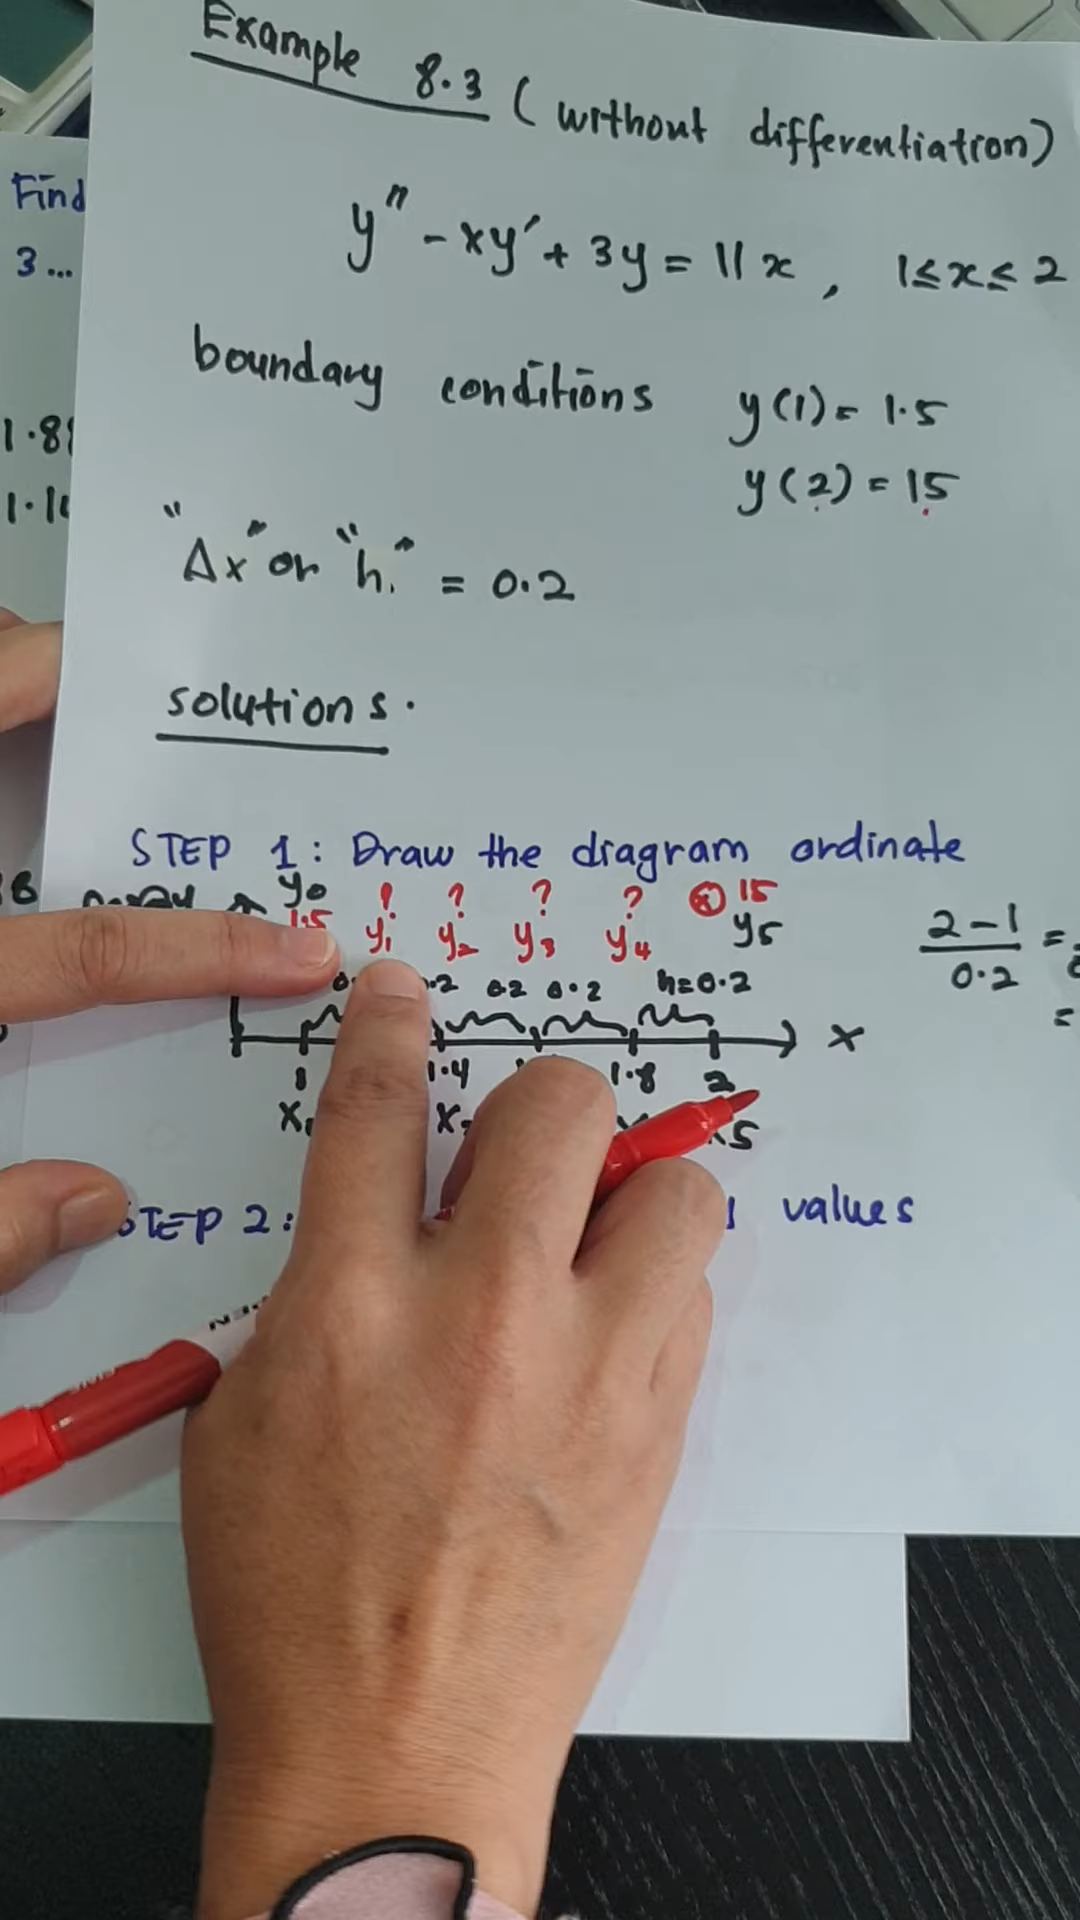 Example 8.3 (without differentiation)
Find
3...
y" - xy' + 3y = 11x , 1≤x≤2
boundary conditions y(1) = 1.5
y(2) = 15
1.8
1.1
"Δx" or "h." = 0.2
solutions.
STEP 1: Draw the diagram ordinate
y0 ? ? ? ? 15
1.5 y1 y2 y3 y4 y5
2-1 =
0.2
=
0.2 0.2 h=0.2
x
1 1.4 1.8 2
STEP 2: values